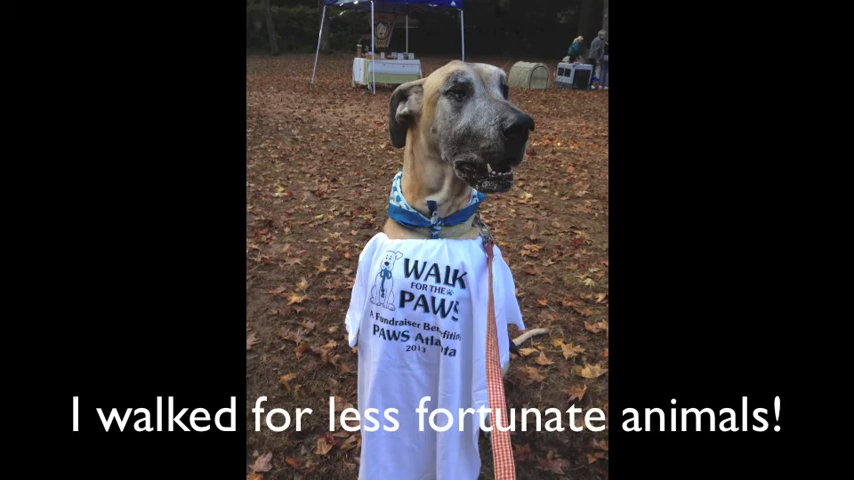 WALK
FOR THE
PAWS
A Fundraiser Benefiting
PAWS Atlanta
2013
I walked for less fortunate animals!